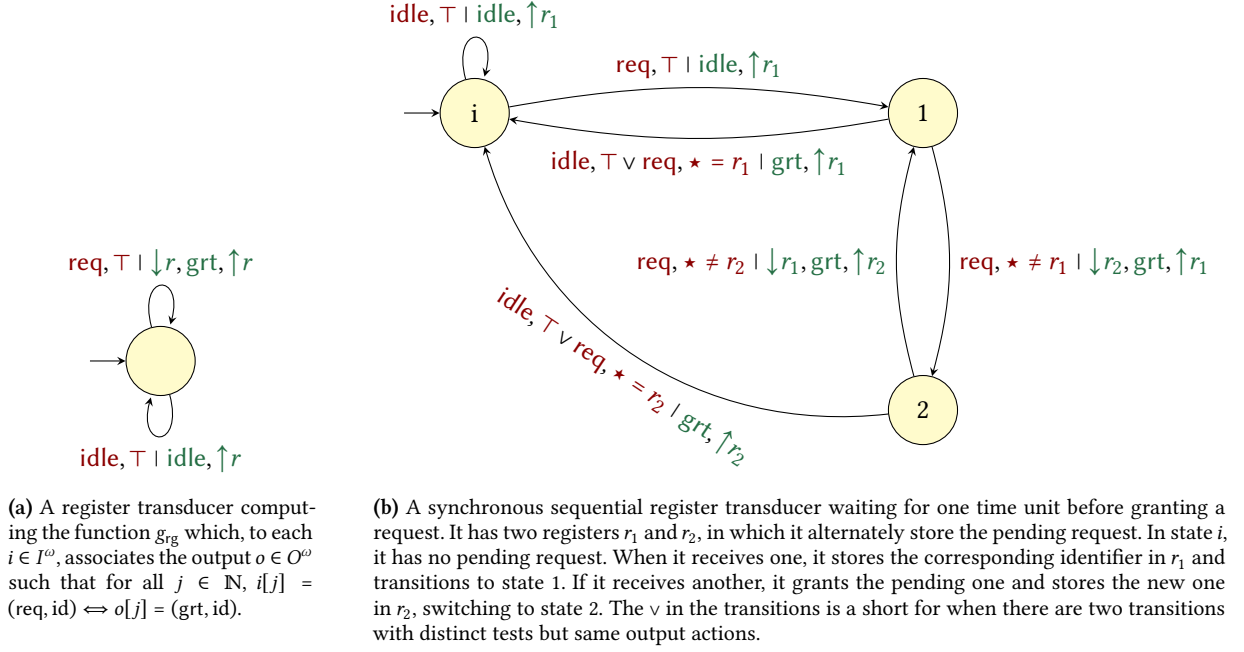 idle, ⊤ | idle, ↑r₁
req, ⊤ | idle, ↑r₁
i
1
idle, ⊤ ∨ req, ⋆ = r₁ | grt, ↑r₁
req, ⋆ ≠ r₂ | ↓r₁, grt, ↑r₂
req, ⋆ ≠ r₁ | ↓r₂, grt, ↑r₁
idle, ⊤ ∨ req, ⋆ = r₂ | grt, ↑r₂
2
req, ⊤ | ↓r, grt, ↑r
idle, ⊤ | idle, ↑r
(a) A register transducer comput-
ing the function g_rg which, to each
i ∈ I^ω, associates the output o ∈ O^ω
such that for all j ∈ ℕ, i[j] =
(req, id) ⟺ o[j] = (grt, id).
(b) A synchronous sequential register transducer waiting for one time unit before granting a
request. It has two registers r₁ and r₂, in which it alternately store the pending request. In state i,
it has no pending request. When it receives one, it stores the corresponding identifier in r₁ and
transitions to state 1. If it receives another, it grants the pending one and stores the new one
in r₂, switching to state 2. The ∨ in the transitions is a short for when there are two transitions
with distinct tests but same output actions.